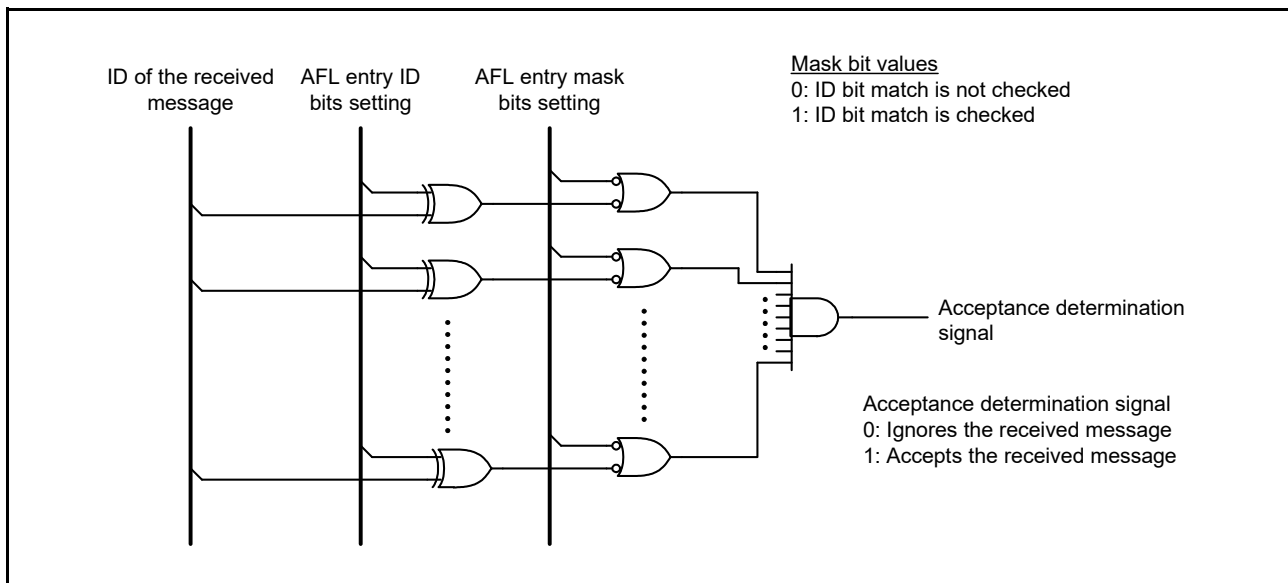 ID of the received
message
AFL entry ID
bits setting
AFL entry mask
bits setting
Mask bit values
0: ID bit match is not checked
1: ID bit match is checked
Acceptance determination
signal
Acceptance determination signal
0: Ignores the received message
1: Accepts the received message